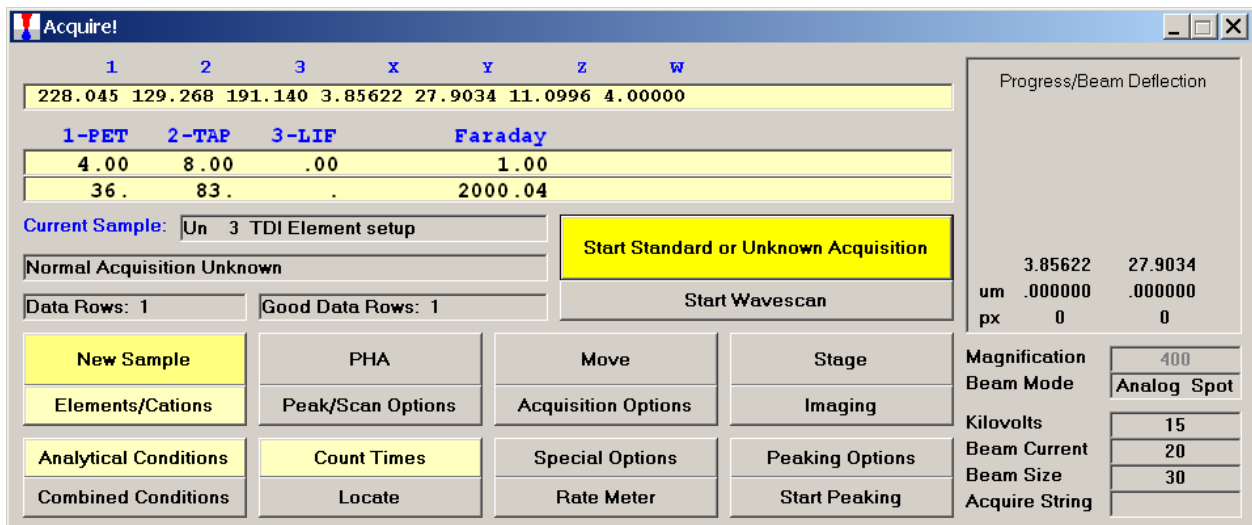 Acquire!
1 2 3 X Y Z W
228.045 129.268 191.140 3.85622 27.9034 11.0996 4.00000
1-PET 2-TAP 3-LIF Faraday
4.00 8.00 .00 1.00
36. 83. . 2000.04
Current Sample: Un 3 TDI Element setup
Normal Acquisition Unknown
Data Rows: 1 Good Data Rows: 1
Start Standard or Unknown Acquisition
Start Wavescan
Progress/Beam Deflection
3.85622 27.9034
um .000000 .000000
px 0 0
New Sample PHA Move Stage
Elements/Cations Peak/Scan Options Acquisition Options Imaging
Analytical Conditions Count Times Special Options Peaking Options
Combined Conditions Locate Rate Meter Start Peaking
Magnification 400
Beam Mode Analog Spot
Kilovolts 15
Beam Current 20
Beam Size 30
Acquire String